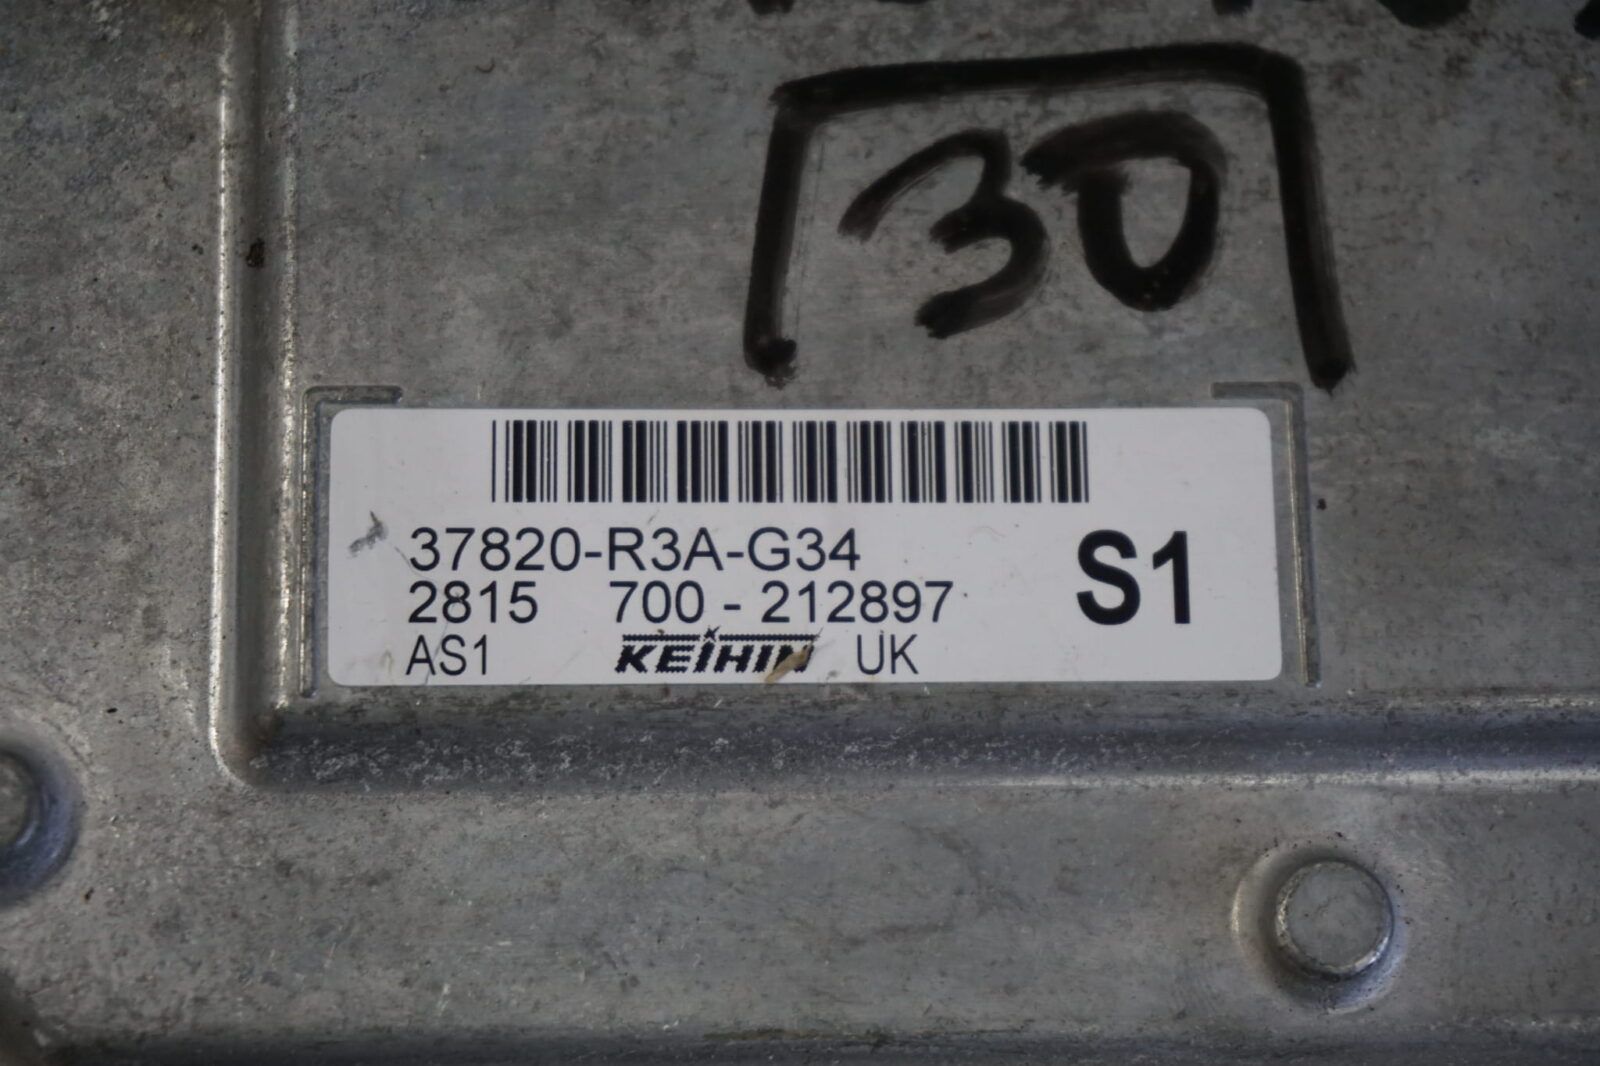 30
37820-R3A-G34
S1
2815 700 - 212897
AS1 KEIHIN UK